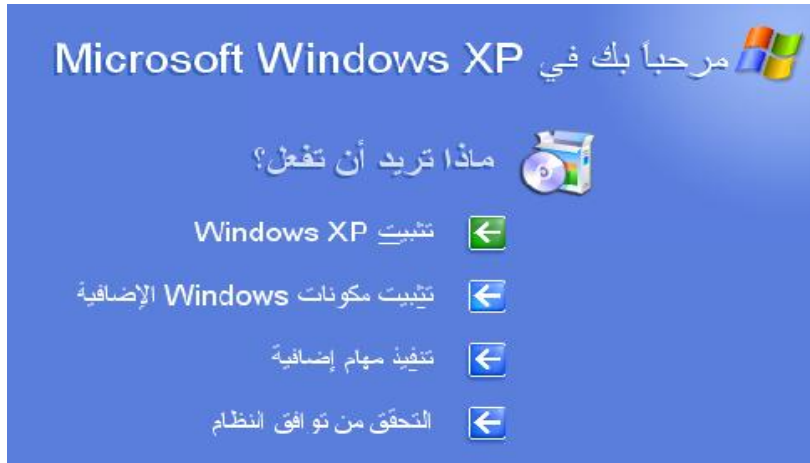 مرحباً بك في Microsoft Windows XP
ماذا تريد أن تفعل؟
تثبيت Windows XP
تثبيت مكونات Windows الإضافية
تنفيذ مهام إضافية
التحقق من توافق النظام